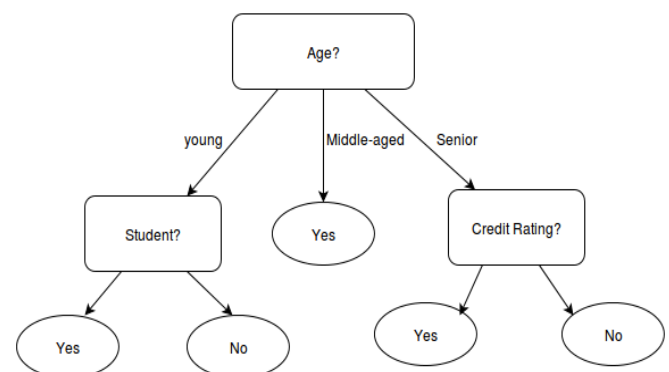 Age?
young
Middle-aged
Senior
Student?
Yes
Credit Rating?
Yes
No
Yes
No